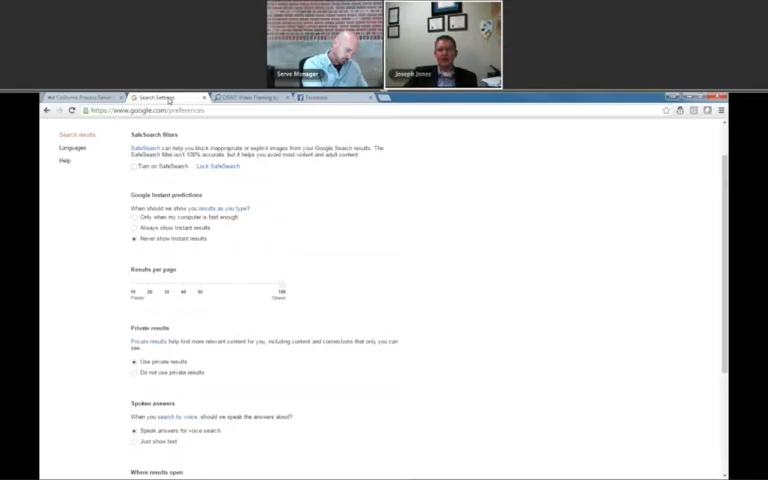 Serve Manager
Joseph Jones
California Process Server
Search Settings
Facebook
https://www.google.com/preferences
Search results
Languages
Help
SafeSearch filters
SafeSearch can help you block inappropriate or explicit images from your Google Search results. The
SafeSearch filter isn't 100% accurate, but it helps you avoid most violent and adult content.
Turn on SafeSearch Lock SafeSearch
Google Instant predictions
When should we show you results as you type?
Only when my computer is fast enough
Always show Instant results
Never show Instant results
Results per page
10 20 30 40 50 100
Faster Slower
Private results
Private results help find more relevant content for you, including content and connections that only you can
see.
Use private results
Do not use private results
Spoken answers
When you search by voice, should we speak the answers aloud?
Speak answers for voice search
Just show text
Where results open